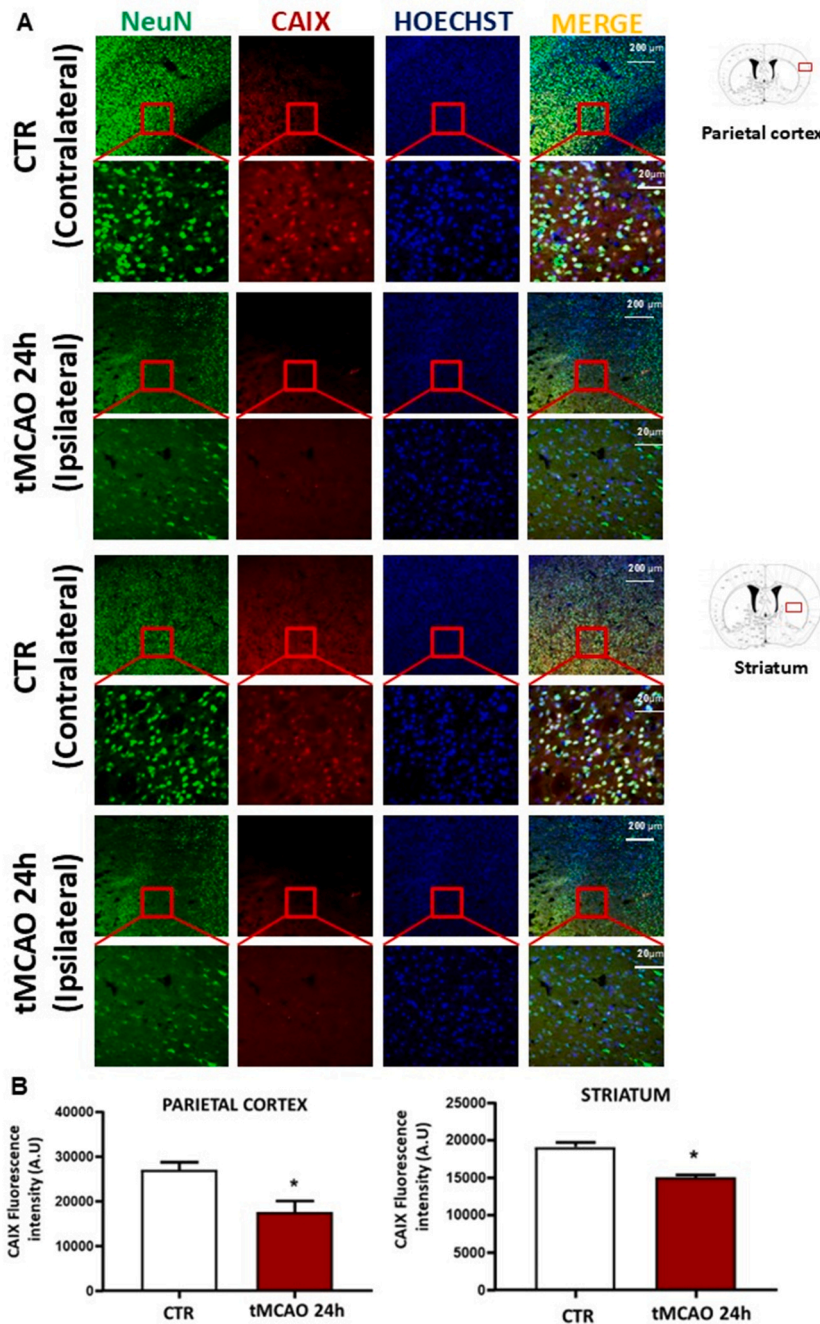 A
NeuN CAIX HOECHST MERGE
CTR
(Contralateral)
200 μm
20μm
Parietal cortex
tMCAO 24h
(Ipsilateral)
200 μm
20μm
CTR
(Contralateral)
200 μm
20μm
Striatum
tMCAO 24h
(Ipsilateral)
200 μm
20μm
B
PARIETAL CORTEX
CAIX Fluorescence
intensity (A.U)
40000
30000
20000
10000
0
*
CTR tMCAO 24h
STRIATUM
CAIX Fluorescence
intensity (A.U)
25000
20000
15000
10000
5000
0
*
CTR tMCAO 24h